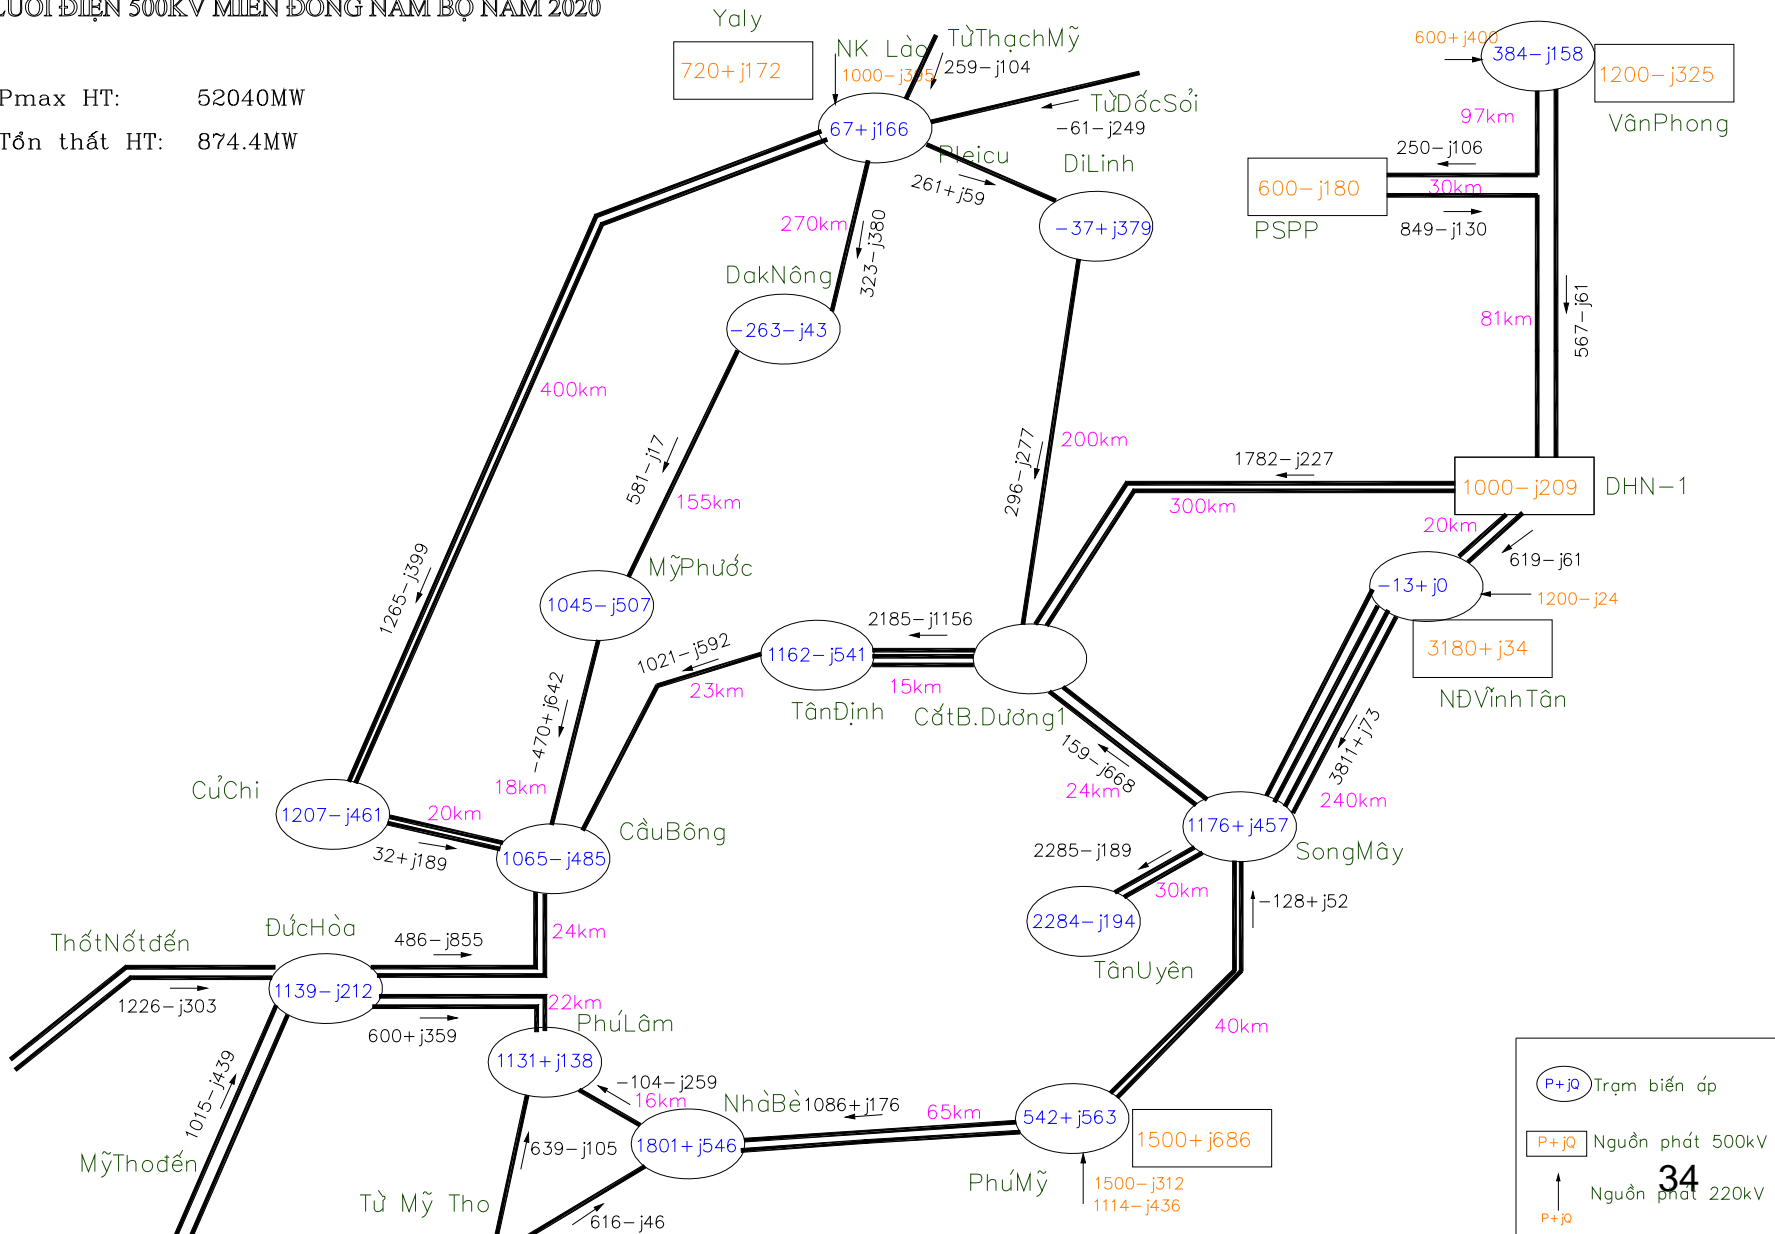 LƯỚI ĐIỆN 500KV MIỀN ĐÔNG NAM BỘ NĂM 2020
Pmax HT: 52040MW
Tổn thất HT: 874.4MW
Yaly
720+j172
NK Lào
1000-j395
TừThạchMỹ
259-j104
TừDốcSỏi
-61-j249
67+j166
Pleicu
261+j59
DiLinh
-37+j379
600+j400
384-j158
1200-j325
VânPhong
97km
250-j106
600-j180
30km
PSPP
849-j130
270km
323-j380
DakNông
-263-j43
81km
567-j61
400km
581-j17
155km
296-j277
200km
1782-j227
300km
1000-j209
DHN-1
20km
619-j61
-13+j0
1200-j24
3180+j34
NĐVĩnhTân
MỹPhước
1045-j507
1265-j399
2185-j1156
1162-j541
15km
TânĐịnh
CắtB.Dương1
1021-j592
23km
-470+j642
18km
159-j668
24km
3811+j73
240km
CủChi
1207-j461
20km
32+j189
CầuBông
1065-j485
1176+j457
SongMây
2285-j189
30km
2284-j194
TânUyên
-128+j52
ThốtNốtđến
1226-j303
ĐứcHòa
486-j855
24km
1139-j212
600+j359
22km
PhúLâm
1131+j138
40km
1015-j439
MỹThođến
-104-j259
16km
NhàBè
1086+j176
65km
1801+j546
542+j563
1500+j686
PhúMỹ
1500-j312
1114-j436
639-j105
Từ Mỹ Tho
616-j46
P+jQ Trạm biến áp
P+jQ Nguồn phát 500kV
Nguồn phát 220kV
P+jQ
34